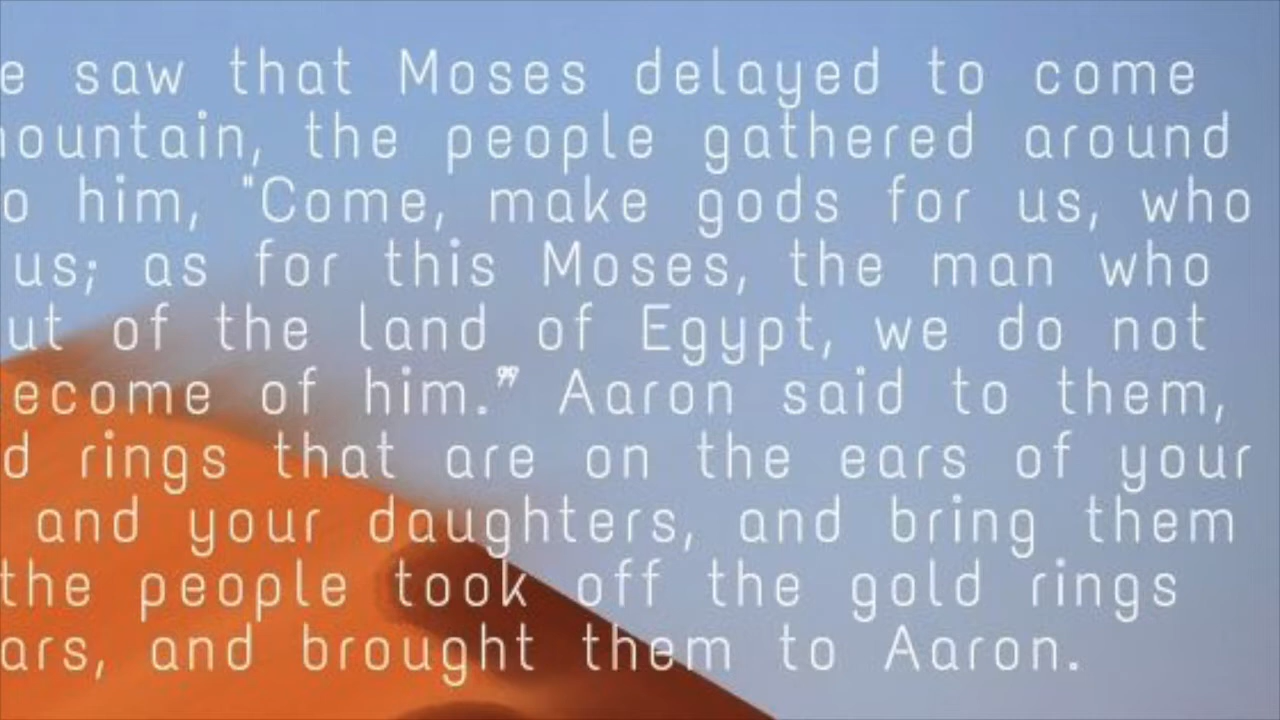 e saw that Moses delayed to come
ountain, the people gathered around
o him, "Come, make gods for us, who
us; as for this Moses, the man who
ut of the land of Egypt, we do not
ecome of him.” Aaron said to them,
d rings that are on the ears of your
and your daughters, and bring them
the people took off the gold rings
ars, and brought them to Aaron.